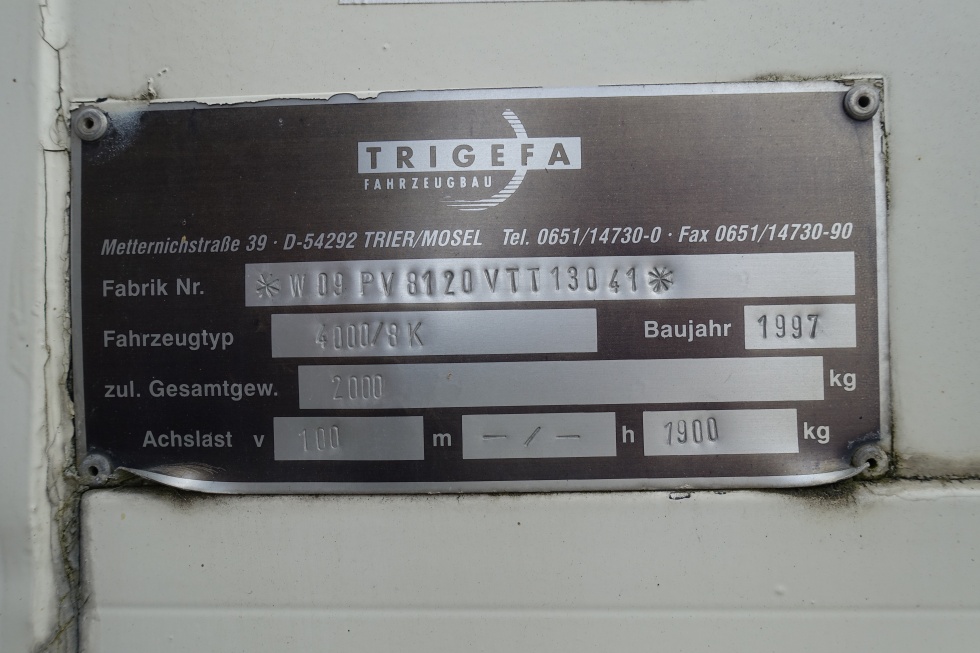 TRIGEFA
FAHRZEUGBAU
Metternichstraße 39 · D-54292 TRIER/MOSEL Tel. 0651/14730-0 · Fax 0651/14730-90
Fabrik Nr. *W09PV8120VTT13041*
Fahrzeugtyp 4000/8K Baujahr 1997
zul. Gesamtgew. 2000 kg
Achslast v 100 m -/- h 1900 kg